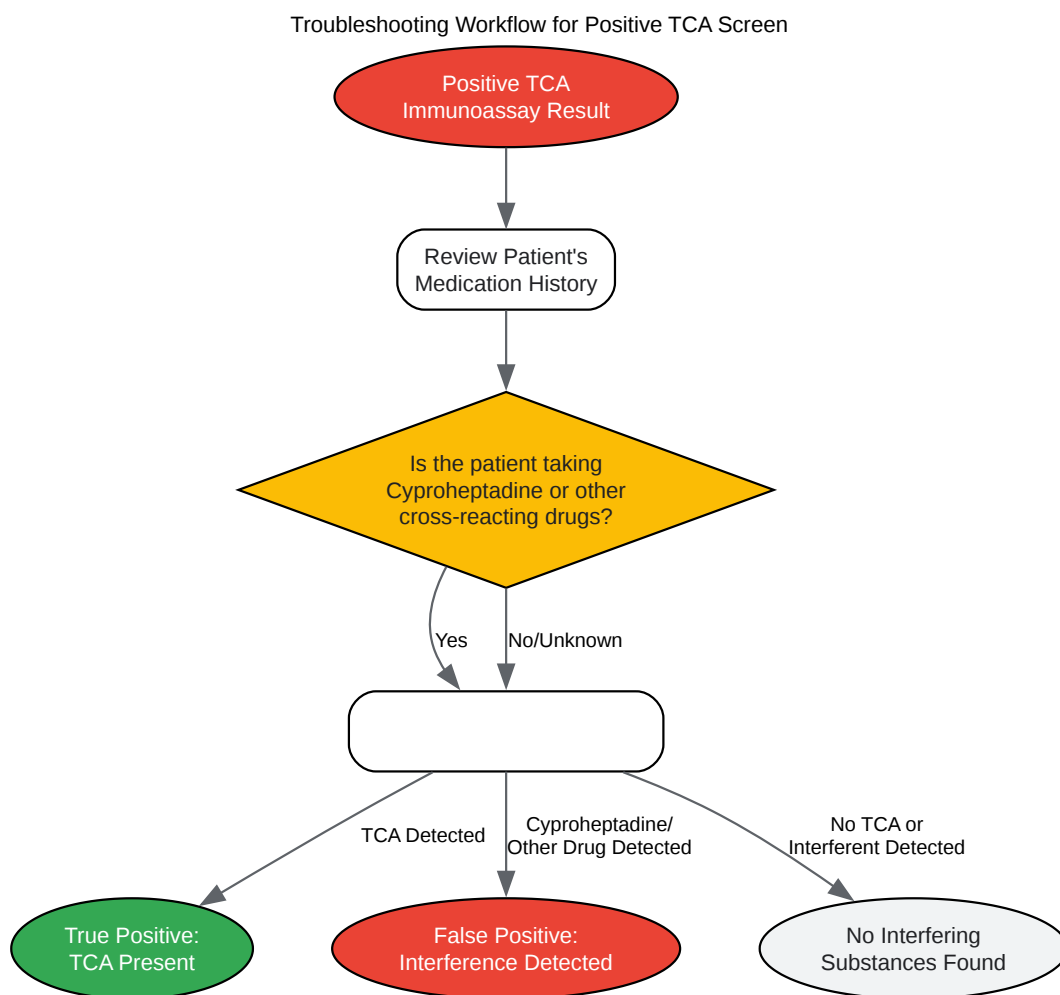 Troubleshooting Workflow for Positive TCA Screen
Positive TCA
Immunoassay Result
Review Patient's
Medication History
Is the patient taking
Cyproheptadine or other
cross-reacting drugs?
Yes
No/Unknown
TCA Detected
Cyproheptadine/
Other Drug Detected
No TCA or
Interferent Detected
True Positive:
TCA Present
False Positive:
Interference Detected
No Interfering
Substances Found